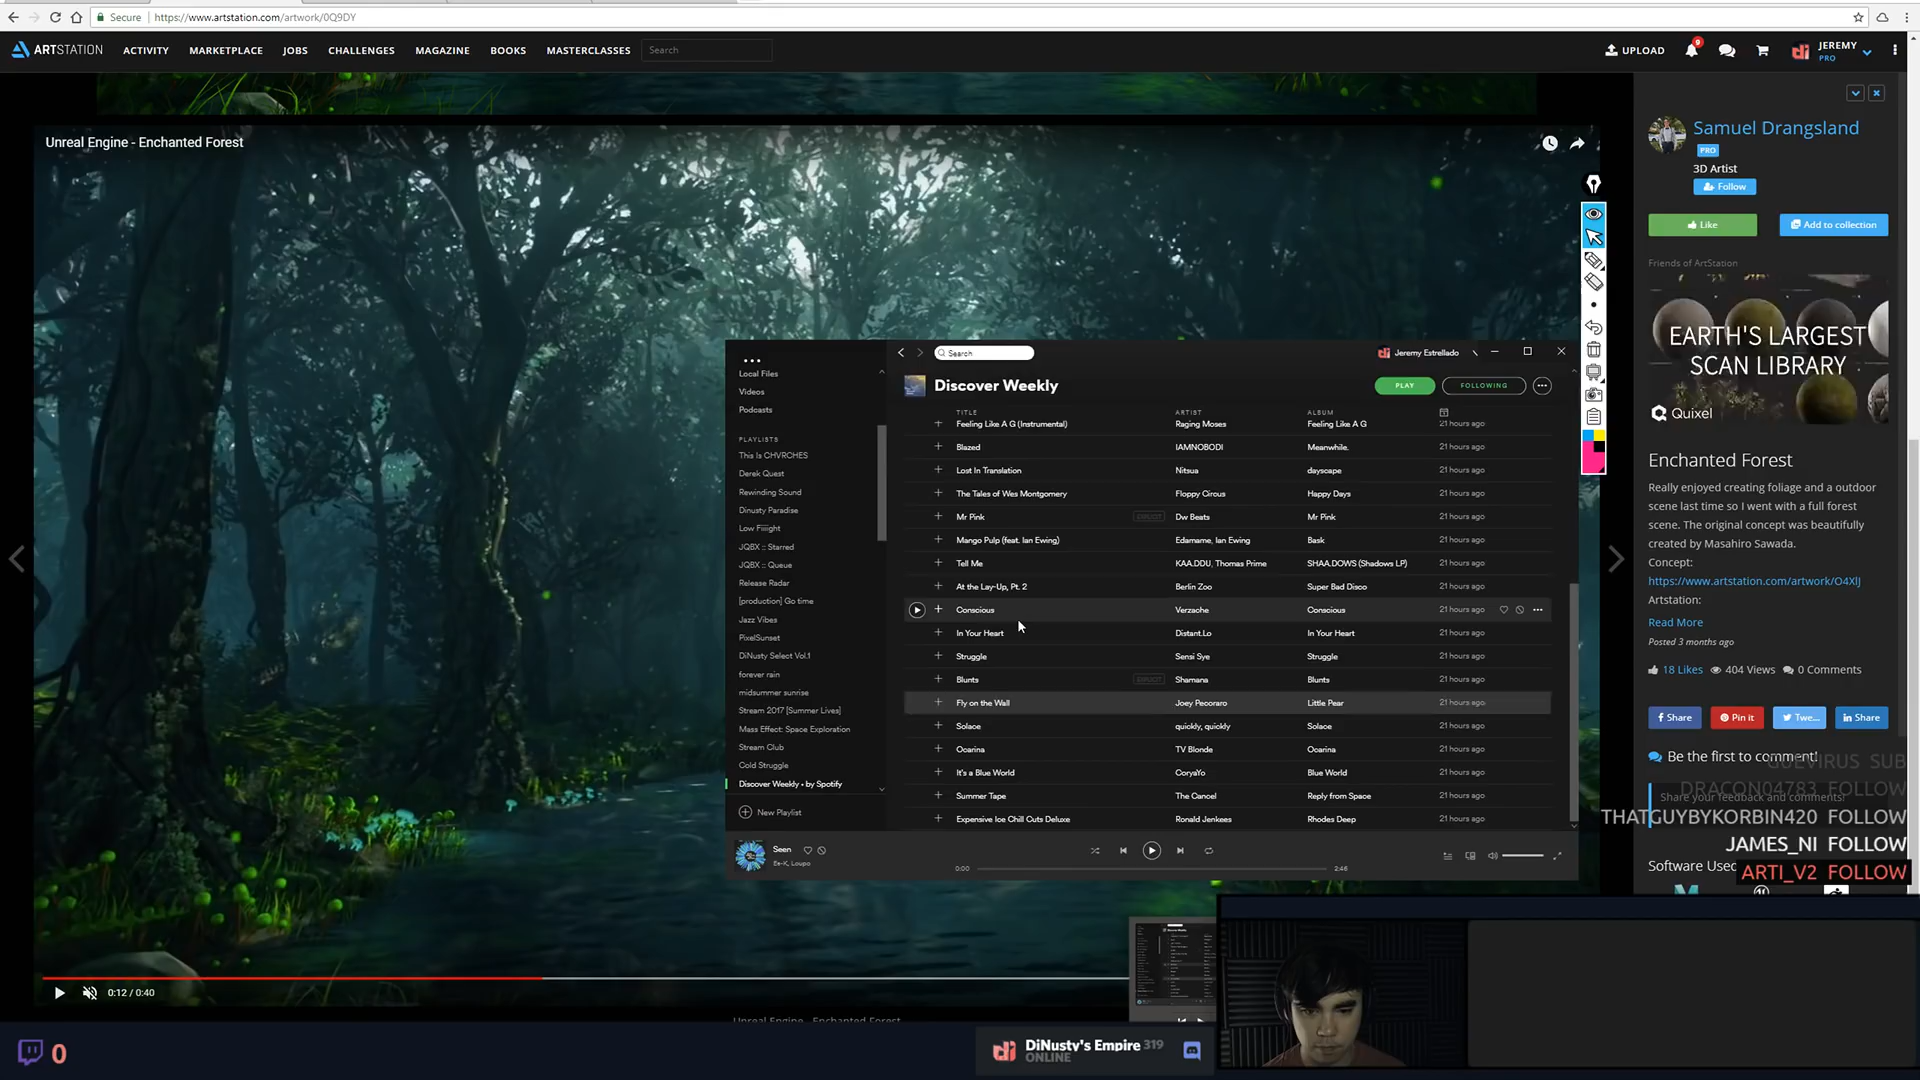 Secure
https://www.artstation.com/artwork/0Q9DY
ARTSTATION
ACTIVITY
MARKETPLACE
JOBS
CHALLENGES
MAGAZINE
BOOKS
MASTERCLASSES
Search
UPLOAD
9
JEREMY
PRO
Unreal Engine - Enchanted Forest
Samuel Drangsland
PRO
3D Artist
Follow
Like
Add to collection
Friends of ArtStation
EARTH'S LARGEST
SCAN LIBRARY
Quixel
Enchanted Forest
Really enjoyed creating foliage and a outdoor
scene last time so I went with a full forest
scene. The original concept was beautifully
created by Masahiro Sawada.
Concept:
https://www.artstation.com/artwork/O4XlJ
Artstation:
Read More
Posted 3 months ago
18 Likes 404 Views 0 Comments
Share Pin it Twe... Share
Be the first to comment!
Share your feedback and comments!
Software Used
SUB
DRACON04783 FOLLOW
THATGUYBYKORBIN420 FOLLOW
JAMES_NI FOLLOW
ARTI_V2 FOLLOW
Local Files
Videos
Podcasts
PLAYLISTS
This Is CHVRCHES
Derek Quest
Rewinding Sound
Dinusty Paradise
Low Fiiiight
JQBX :: Starred
JQBX :: Queue
Release Radar
[production] Go time
Jazz Vibes
PixelSunset
DiNusty Select Vol.1
forever rain
midsummer sunrise
Stream 2017 [Summer Lives]
Mass Effect: Space Exploration
Stream Club
Cold Struggle
Discover Weekly • by Spotify
New Playlist
Search
Jeremy Estrellado
Discover Weekly
PLAY
FOLLOWING
TITLE ARTIST ALBUM
Feeling Like A G (Instrumental) Raging Moses Feeling Like A G 21 hours ago
Blazed IAMNOBODI Meanwhile. 21 hours ago
Lost In Translation Nitsua dayscape 21 hours ago
The Tales of Wes Montgomery Floppy Circus Happy Days 21 hours ago
Mr Pink EXPLICIT Dw Beats Mr Pink 21 hours ago
Mango Pulp (feat. Ian Ewing) Edamame, Ian Ewing Bask 21 hours ago
Tell Me KAA.DDU, Thomas Prime SHAA.DOWS (Shadows LP) 21 hours ago
At the Lay-Up, Pt. 2 Berlin Zoo Super Bad Disco 21 hours ago
Conscious Verzache Conscious 21 hours ago
In Your Heart Distant.Lo In Your Heart 21 hours ago
Struggle Sensi Sye Struggle 21 hours ago
Blunts EXPLICIT Shamana Blunts 21 hours ago
Fly on the Wall Joey Pecoraro Little Pear 21 hours ago
Solace quickly, quickly Solace 21 hours ago
Ocarina TV Blonde Ocarina 21 hours ago
It's a Blue World CoryaYo Blue World 21 hours ago
Summer Tape The Cancel Reply from Space 21 hours ago
Expensive Ice Chill Cuts Deluxe Ronald Jenkees Rhodes Deep 21 hours ago
Seen
Ee-K, Loupo
0:00
2:46
0:12 / 0:40
Unreal Engine - Enchanted Forest
0
DiNusty's Empire 319
ONLINE